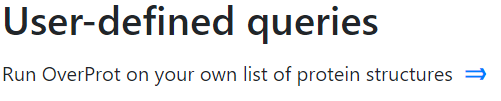 User-defined queries
Run OverProt on your own list of protein structures ⇒